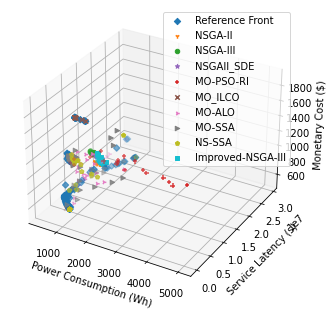 Reference Front
NSGA-II
NSGA-III
NSGAII_SDE
MO-PSO-RI
MO_ILCO
MO-ALO
MO-SSA
NS-SSA
Improved-NSGA-III
1800
1600
1400
1200
1000
800
600
Monetary Cost ($)
3.0
2.5
2.0
1.5
1.0
0.5
0.0
Service Latency (s)
1e7
1000
2000
3000
4000
5000
Power Consumption (Wh)